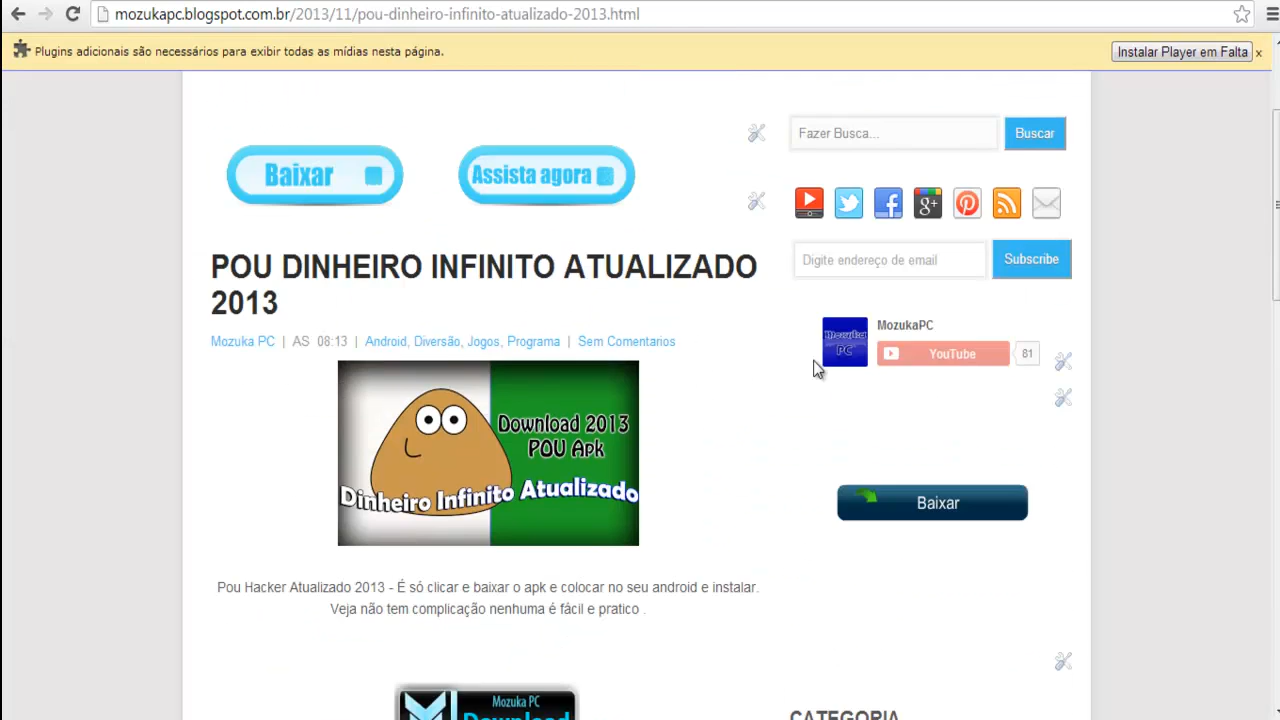 mozukapc.blogspot.com.br/2013/11/pou-dinheiro-infinito-atualizado-2013.html
Plugins adicionais são necessários para exibir todas as mídias nesta página.
Instalar Player em Falta
x
Fazer Busca...
Buscar
Baixar
Assista agora
Digite endereço de email
Subscribe
POU DINHEIRO INFINITO ATUALIZADO
2013
Mozuka PC | AS 08:13 | Android, Diversão, Jogos, Programa | Sem Comentarios
MozukaPC
Mozuka
PC
YouTube
81
Download 2013
POU Apk
Dinheiro Infinito Atualizado
Baixar
Pou Hacker Atualizado 2013 - É só clicar e baixar o apk e colocar no seu android e instalar.
Veja não tem complicação nenhuma é fácil e pratico .
Mozuka PC
Download
CATEGORIA